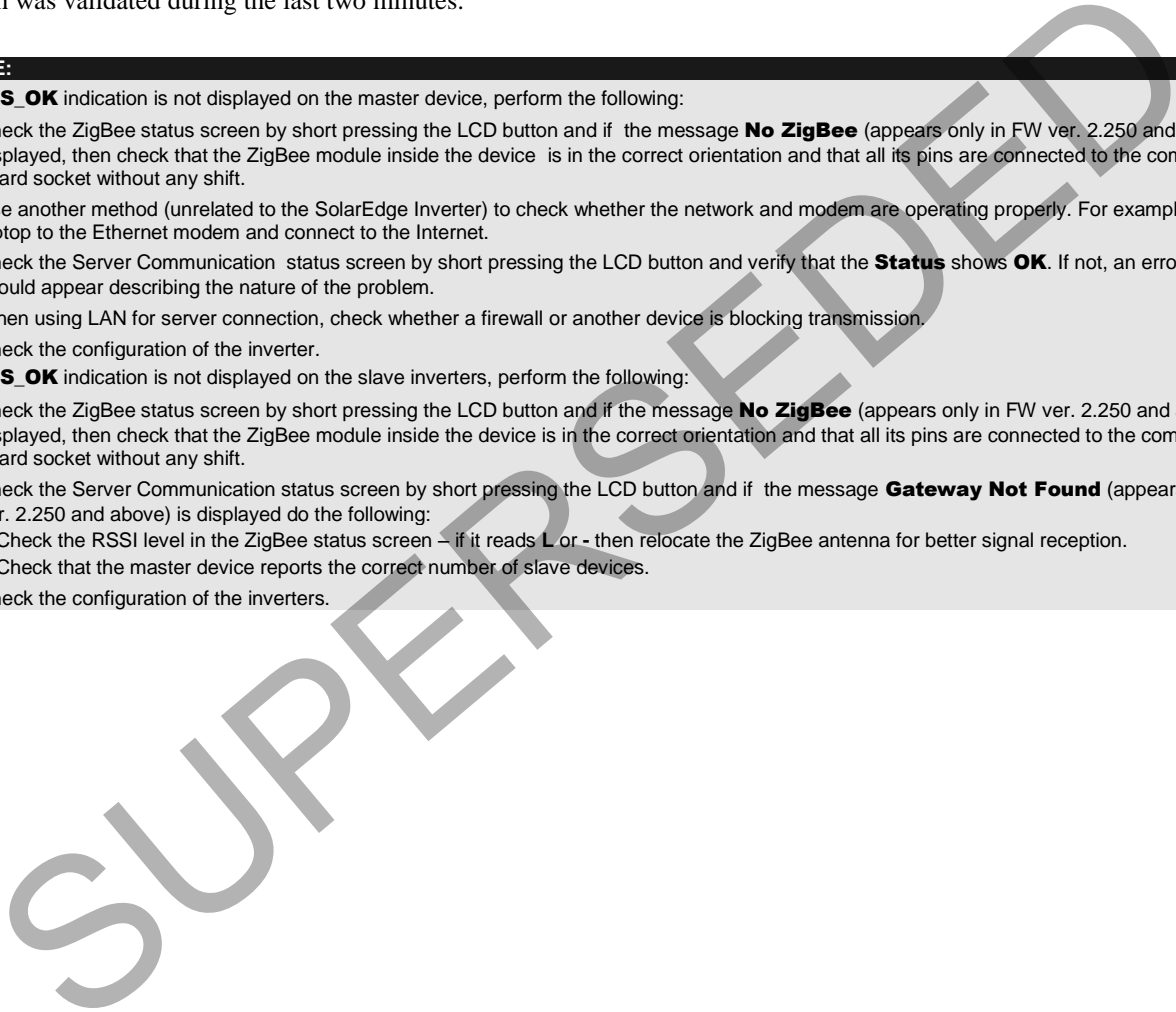 n was validated during the last two minutes.
E:
S_OK indication is not displayed on the master device, perform the following:
eck the ZigBee status screen by short pressing the LCD button and if the message No ZigBee (appears only in FW ver. 2.250 and
splayed, then check that the ZigBee module inside the device is in the correct orientation and that all its pins are connected to the com
ard socket without any shift.
e another method (unrelated to the SolarEdge Inverter) to check whether the network and modem are operating properly. For exampl
otop to the Ethernet modem and connect to the Internet.
eck the Server Communication status screen by short pressing the LCD button and verify that the Status shows OK. If not, an erro
ould appear describing the nature of the problem.
en using LAN for server connection, check whether a firewall or another device is blocking transmission.
eck the configuration of the inverter.
S_OK indication is not displayed on the slave inverters, perform the following:
eck the ZigBee status screen by short pressing the LCD button and if the message No ZigBee (appears only in FW ver. 2.250 and
splayed, then check that the ZigBee module inside the device is in the correct orientation and that all its pins are connected to the com
ard socket without any shift.
eck the Server Communication status screen by short pressing the LCD button and if the message Gateway Not Found (appear
r. 2.250 and above) is displayed do the following:
Check the RSSI level in the ZigBee status screen – if it reads L or - then relocate the ZigBee antenna for better signal reception.
Check that the master device reports the correct number of slave devices.
eck the configuration of the inverters.
SUPERSEDED